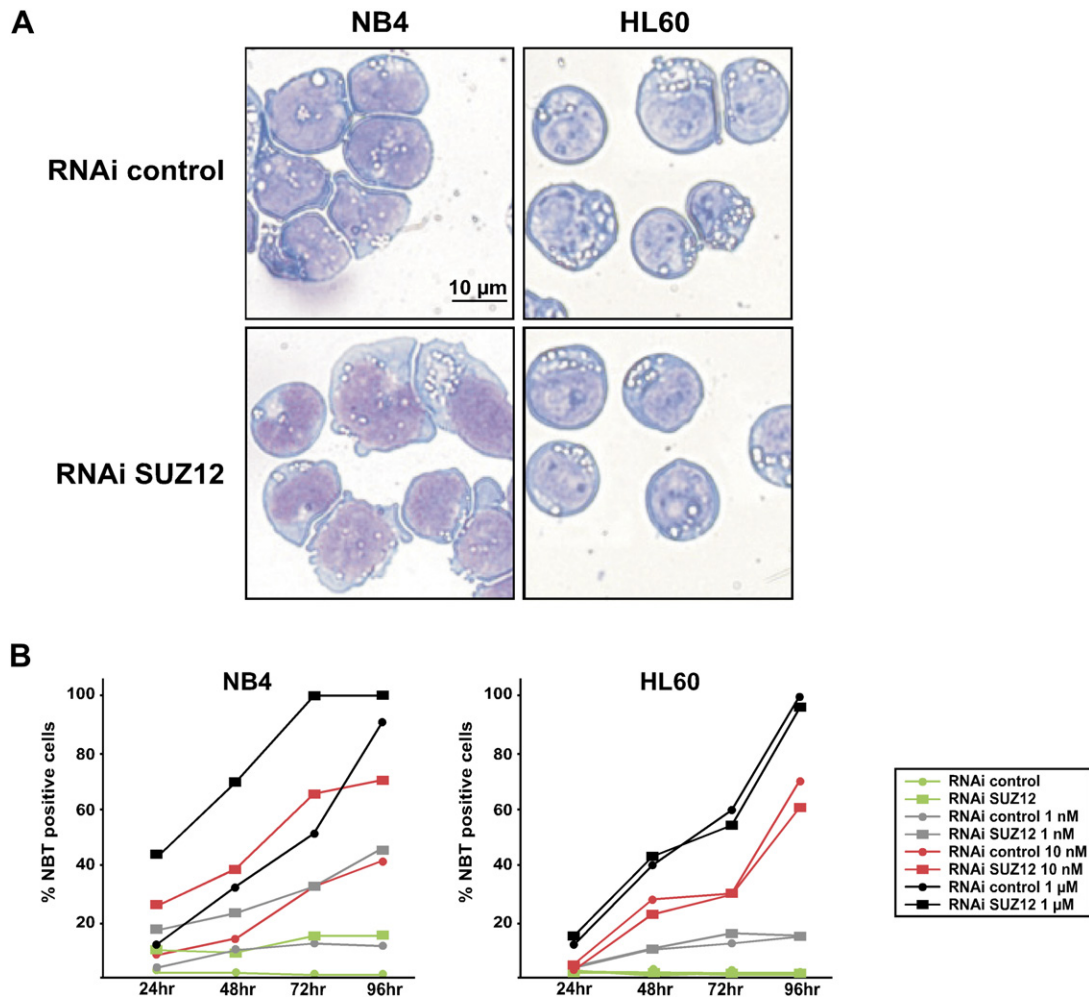 A
NB4
HL60
RNAi control
10 µm
RNAi SUZ12
B
NB4
% NBT positive cells
100
80
60
40
20
24hr 48hr 72hr 96hr
HL60
% NBT positive cells
100
80
60
40
20
24hr 48hr 72hr 96hr
RNAi control
RNAi SUZ12
RNAi control 1 nM
RNAi SUZ12 1 nM
RNAi control 10 nM
RNAi SUZ12 10 nM
RNAi control 1 µM
RNAi SUZ12 1 µM